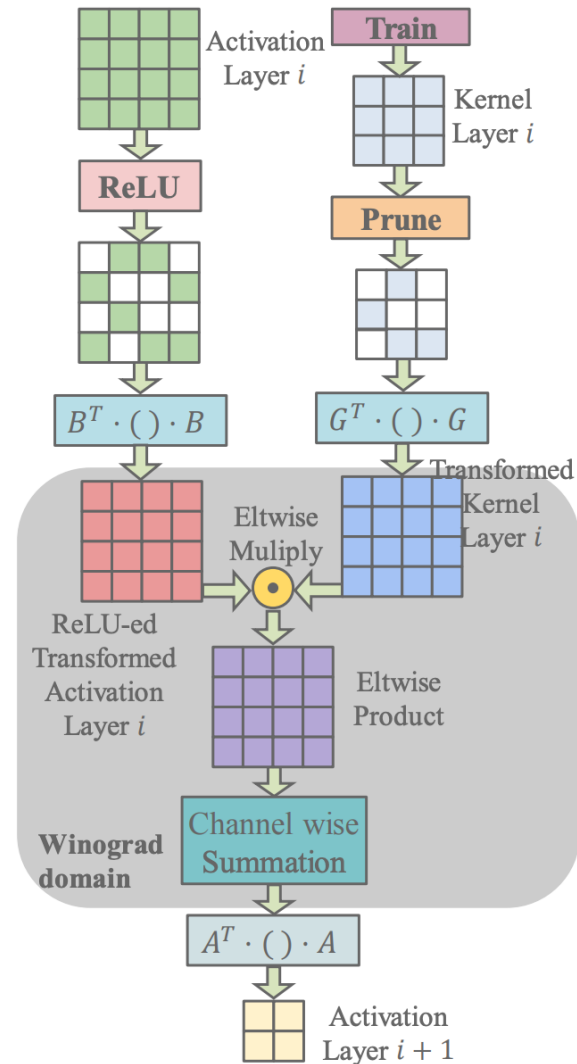 Activation
Layer i
Train
Kernel
Layer i
ReLU
Prune
B^T · ( ) · B
G^T · ( ) · G
Transformed
Kernel
Layer i
Eltwise
Muliply
ReLU-ed
Transformed
Activation
Layer i
Eltwise
Product
Channel wise
Summation
Winograd
domain
A^T · ( ) · A
Activation
Layer i + 1